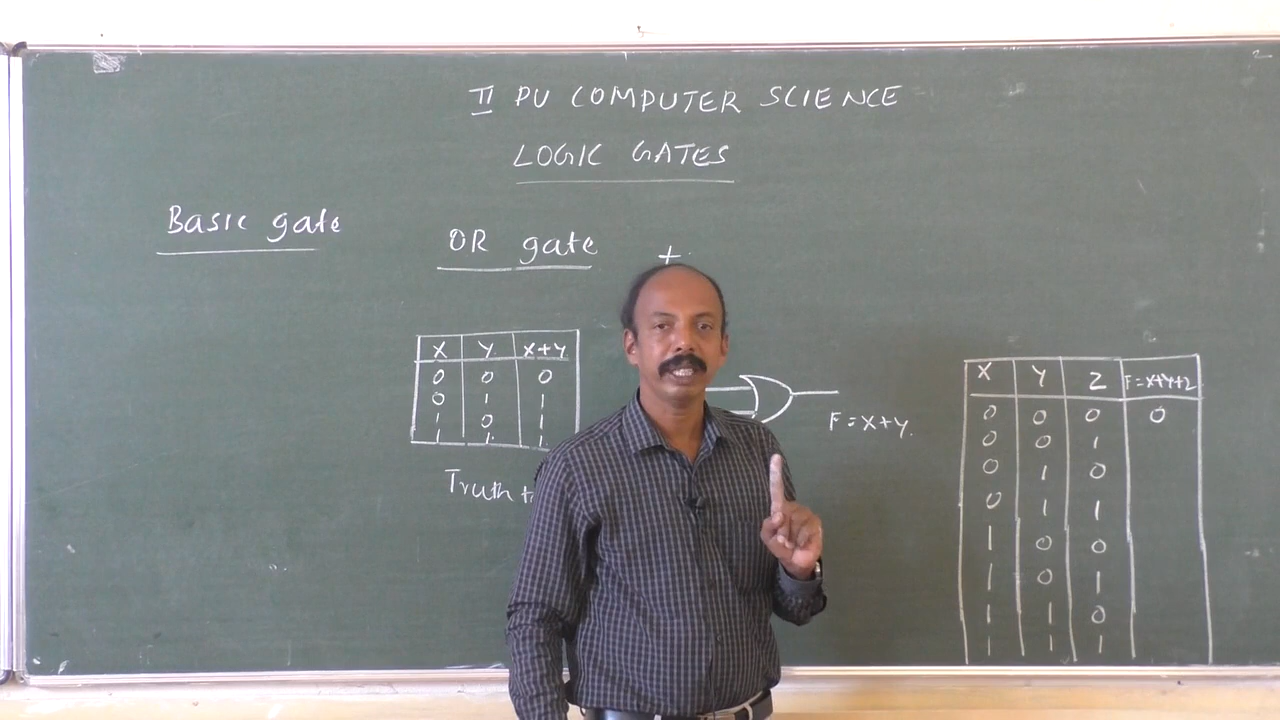 II PU COMPUTER SCIENCE
LOGIC GATES
Basic gate
OR gate +
X Y X+Y
0 0 0
0 1 1
1 0 1
1 1 1
Truth
F=X+Y.
X Y Z F=X+Y+Z
0 0 0 0
0 0 1
0 1 0
0 1 1
1 0 0
1 0 1
1 1 0
1 1 1